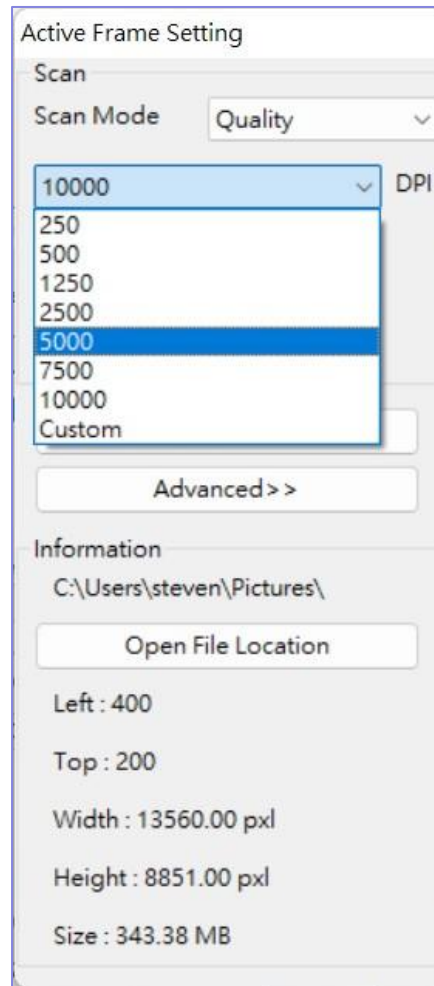 Active Frame Setting
Scan
Scan Mode Quality
10000 DPI
250
500
1250
2500
5000
7500
10000
Custom
Advanced>>
Information
C:\Users\steven\Pictures\
Open File Location
Left : 400
Top : 200
Width : 13560.00 pxl
Height : 8851.00 pxl
Size : 343.38 MB